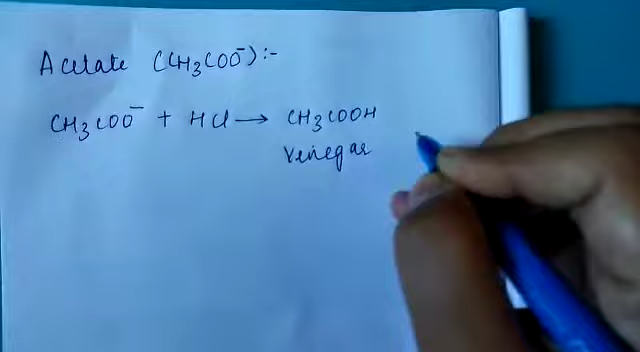 Acetate (CH₃COO⁻):-
CH₃COO⁻ + HCl → CH₃COOH
Vinegar